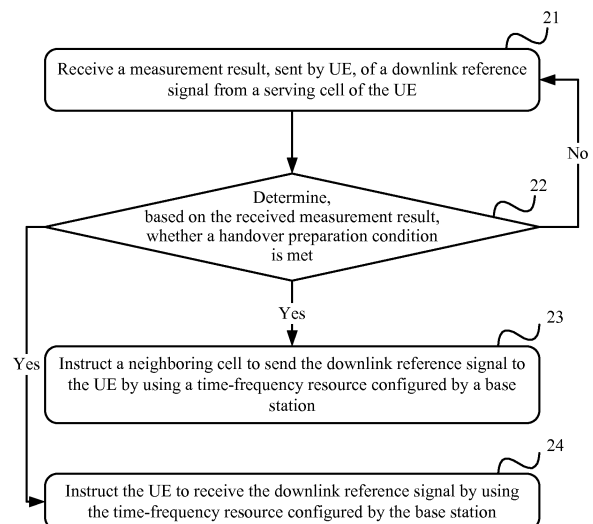 21
Receive a measurement result, sent by UE, of a downlink reference
signal from a serving cell of the UE
No
22
Determine,
based on the received measurement result,
whether a handover preparation condition
is met
Yes
23
Yes
Instruct a neighboring cell to send the downlink reference signal to
the UE by using a time-frequency resource configured by a base
station
24
Instruct the UE to receive the downlink reference signal by using
the time-frequency resource configured by the base station